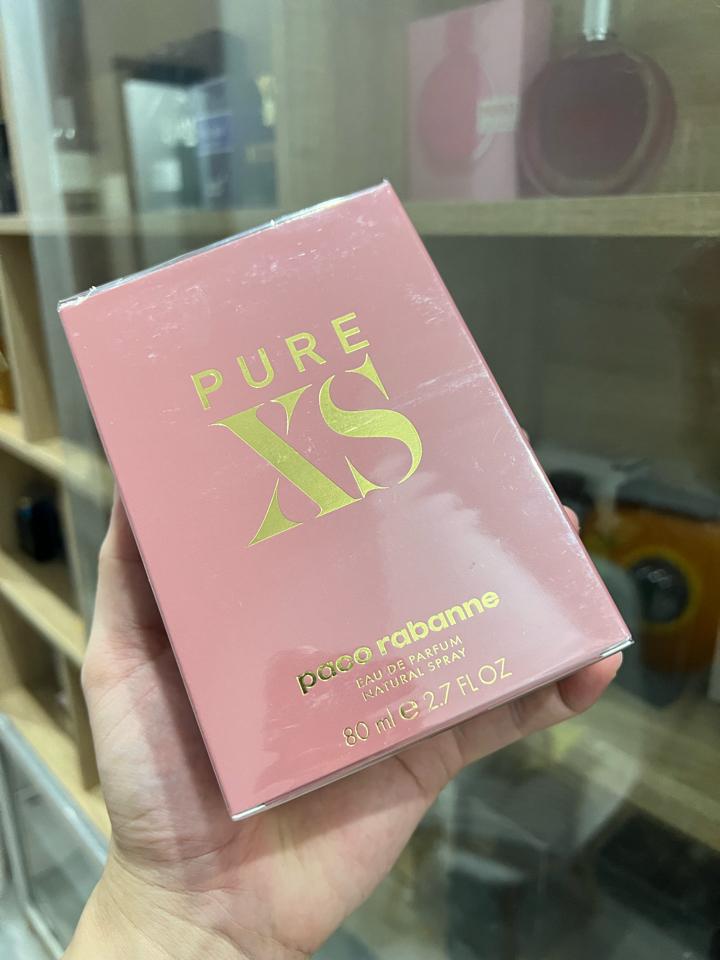 PURE
XS
paco rabanne
EAU DE PARFUM
NATURAL SPRAY
80 ml e 2.7 FL OZ